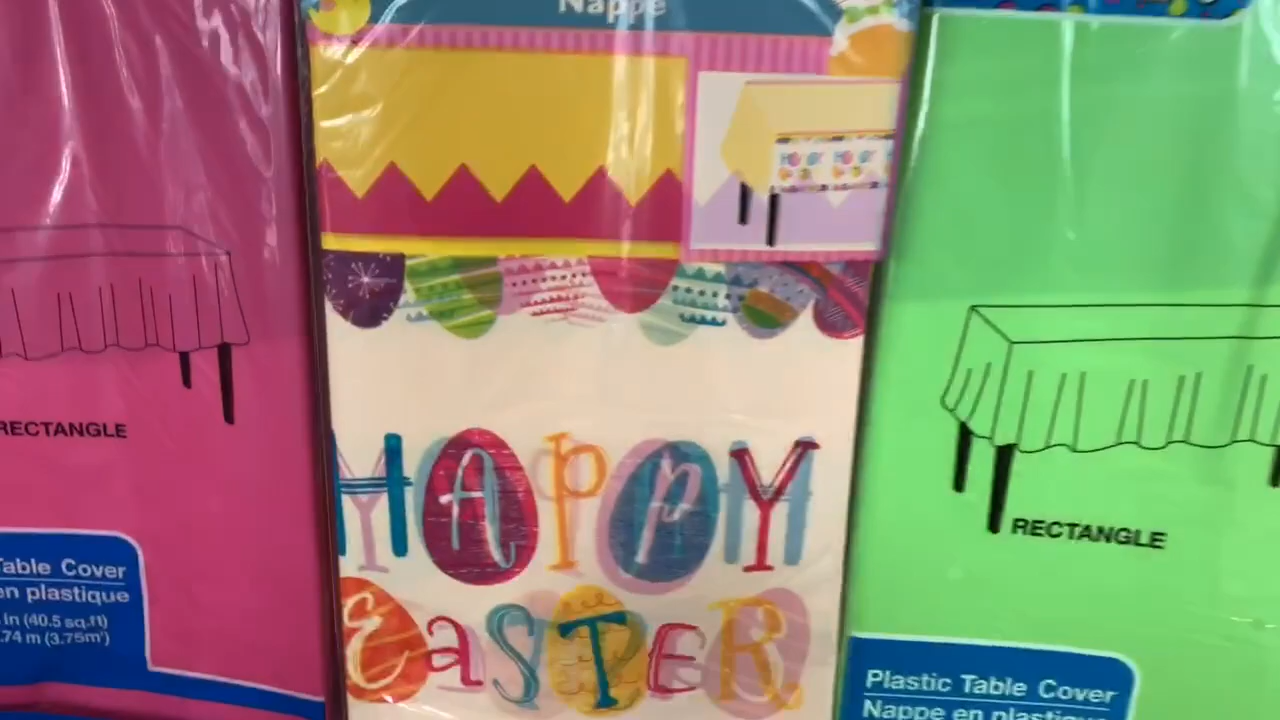 Nappe
HAPPY
EASTER
RECTANGLE
Table Cover
en plastique
in (40.5 sq.ft)
.74 m (3.75m²)
RECTANGLE
Plastic Table Cover
Nappe en plastique